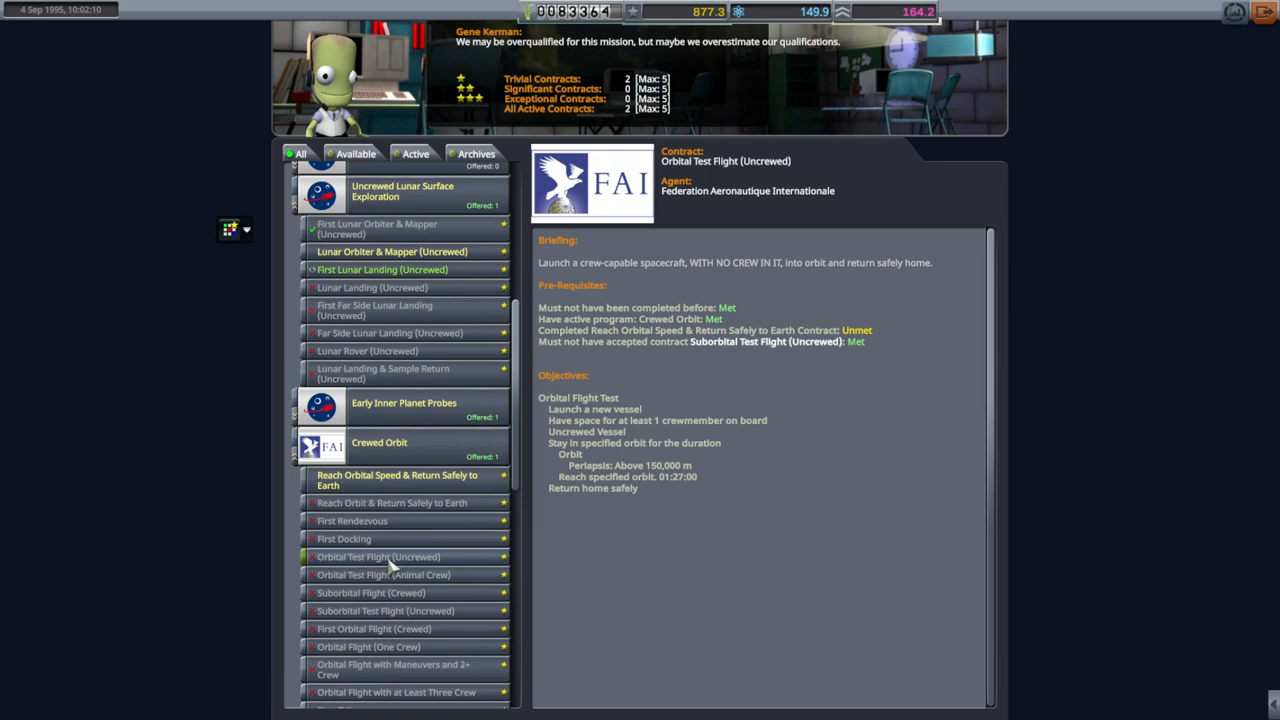 4 Sep 1995, 10:02:10
0083364
877.3
149.9
164.2
Gene Kerman:
We may be overqualified for this mission, but maybe we overestimate our qualifications.
Trivial Contracts: 2 [Max: 5]
Significant Contracts: 0 [Max: 5]
Exceptional Contracts: 0 [Max: 5]
All Active Contracts: 2 [Max: 5]
All
Available
Active
Archives
Offered: 0
Uncrewed Lunar Surface
Exploration
Offered: 1
First Lunar Orbiter & Mapper
(Uncrewed)
Lunar Orbiter & Mapper (Uncrewed)
First Lunar Landing (Uncrewed)
Lunar Landing (Uncrewed)
First Far Side Lunar Landing
(Uncrewed)
Far Side Lunar Landing (Uncrewed)
Lunar Rover (Uncrewed)
Lunar Landing & Sample Return
(Uncrewed)
Early Inner Planet Probes
Offered: 1
FAI
Crewed Orbit
Offered: 1
Reach Orbital Speed & Return Safely to
Earth
Reach Orbit & Return Safely to Earth
First Rendezvous
First Docking
Orbital Test Flight (Uncrewed)
Orbital Test Flight (Animal Crew)
Suborbital Flight (Crewed)
Suborbital Test Flight (Uncrewed)
First Orbital Flight (Crewed)
Orbital Flight (One Crew)
Orbital Flight with Maneuvers and 2+
Crew
Orbital Flight with at Least Three Crew
FAI
Contract:
Orbital Test Flight (Uncrewed)
Agent:
Federation Aeronautique Internationale
Briefing:
Launch a crew-capable spacecraft, WITH NO CREW IN IT, into orbit and return safely home.
Pre-Requisites:
Must not have been completed before: Met
Have active program: Crewed Orbit: Met
Completed Reach Orbital Speed & Return Safely to Earth Contract: Unmet
Must not have accepted contract Suborbital Test Flight (Uncrewed): Met
Objectives:
Orbital Flight Test
Launch a new vessel
Have space for at least 1 crewmember on board
Uncrewed Vessel
Stay in specified orbit for the duration
Orbit
Periapsis: Above 150,000 m
Reach specified orbit. 01:27:00
Return home safely